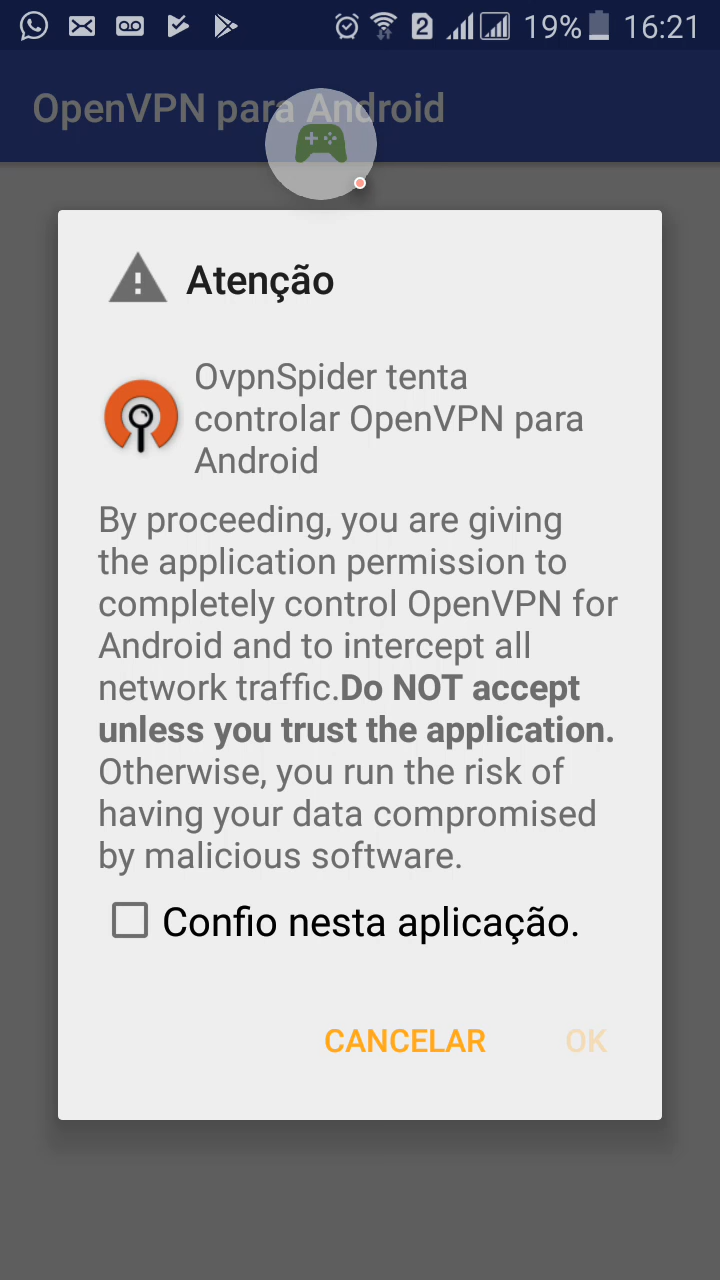 2 19% 16:21
OpenVPN para Android
Atenção
OvpnSpider tenta
controlar OpenVPN para
Android
By proceeding, you are giving
the application permission to
completely control OpenVPN for
Android and to intercept all
network traffic.Do NOT accept
unless you trust the application.
Otherwise, you run the risk of
having your data compromised
by malicious software.
Confio nesta aplicação.
CANCELAR OK